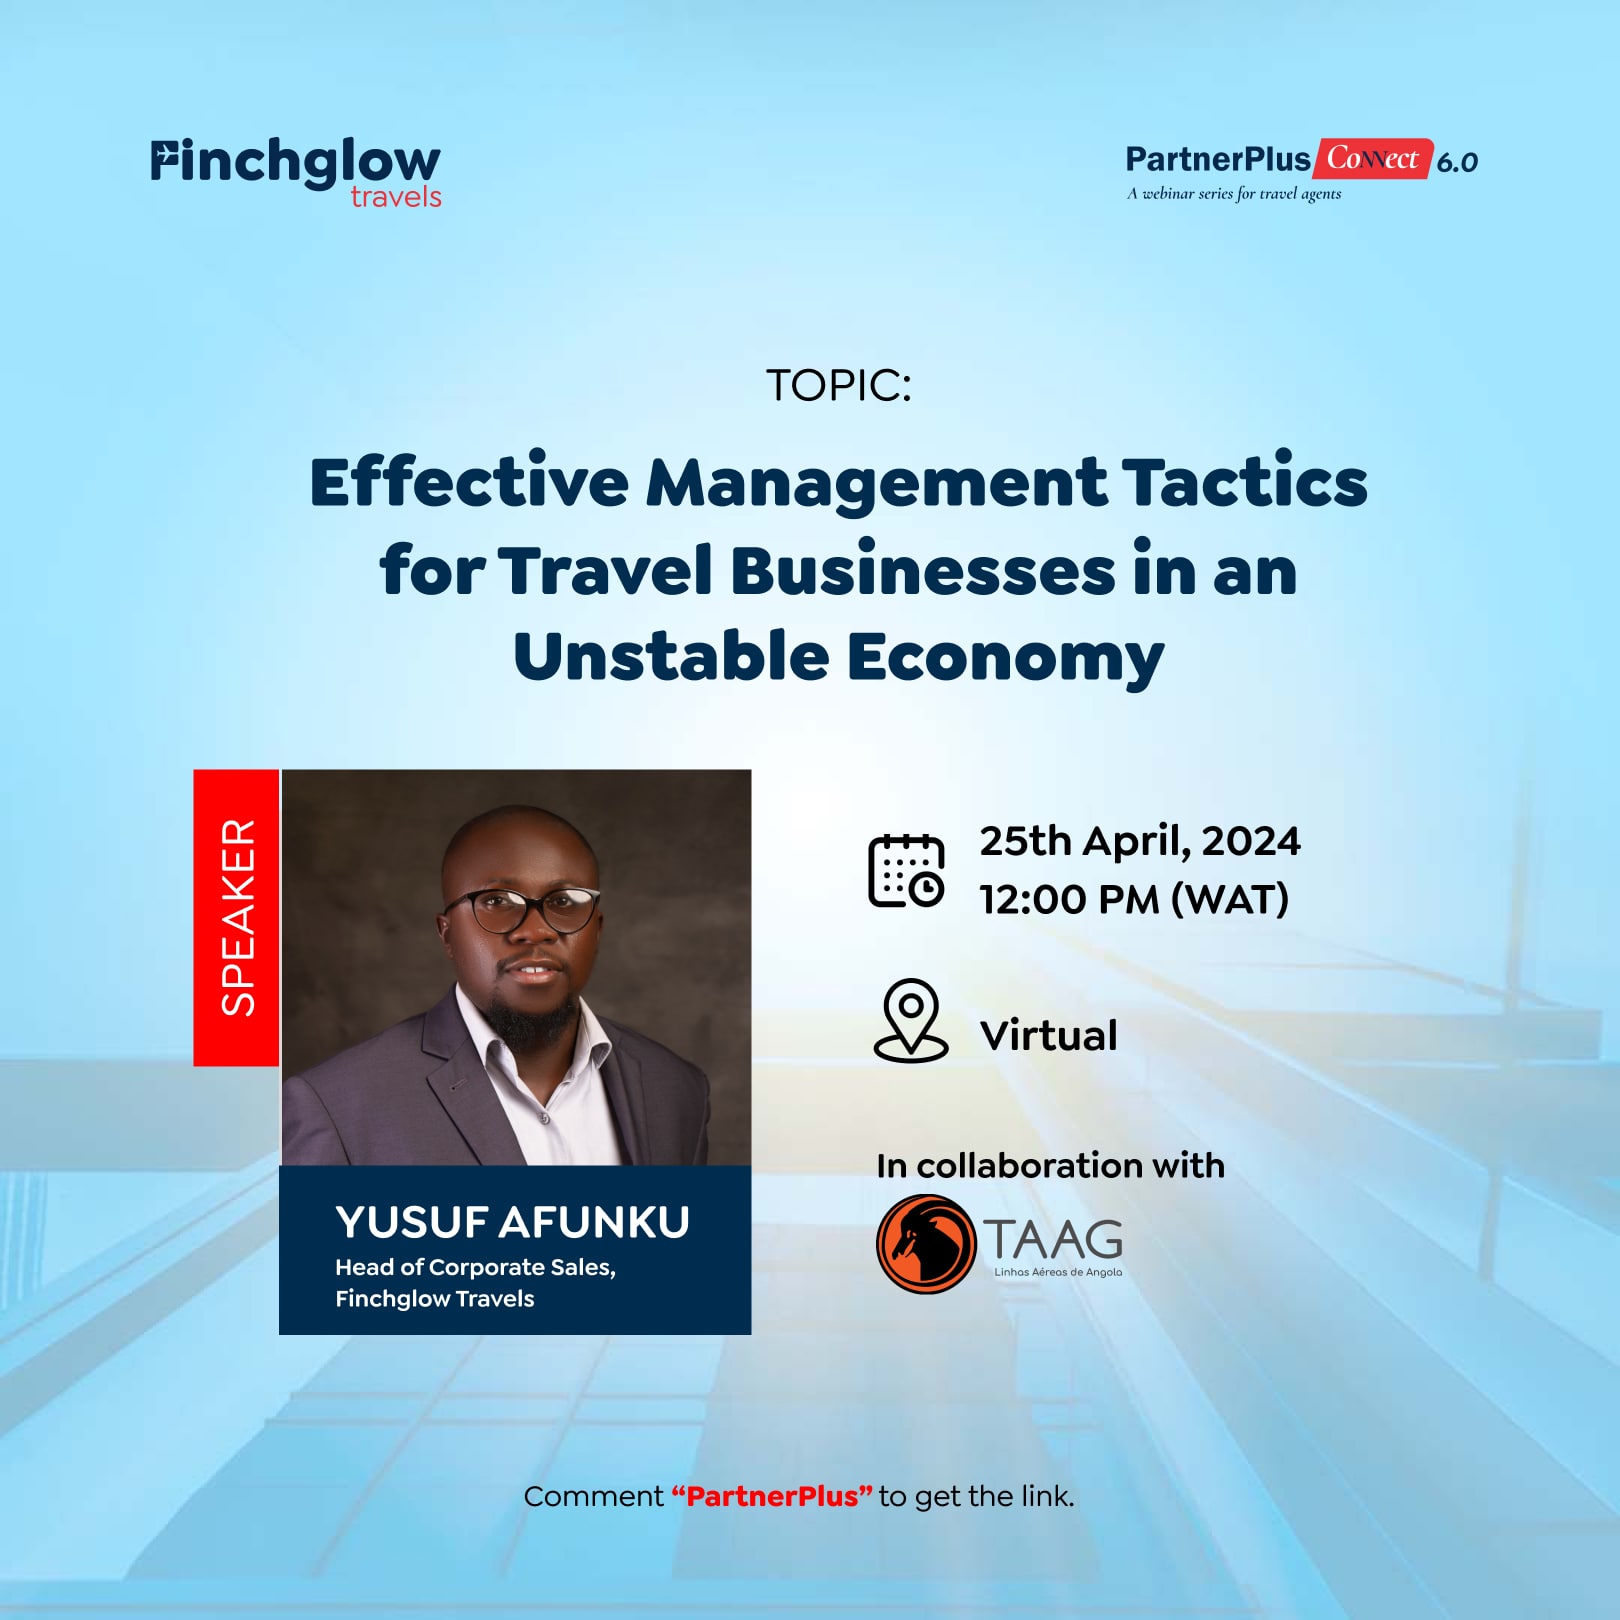 Finchglow
travels
PartnerPlus CoNNect 6.0
A webinar series for travel agents
TOPIC:
Effective Management Tactics
for Travel Businesses in an
Unstable Economy
SPEAKER
YUSUF AFUNKU
Head of Corporate Sales,
Finchglow Travels
25th April, 2024
12:00 PM (WAT)
Virtual
In collaboration with
TAAG
Linhas Aéreas de Angola
Comment “PartnerPlus” to get the link.